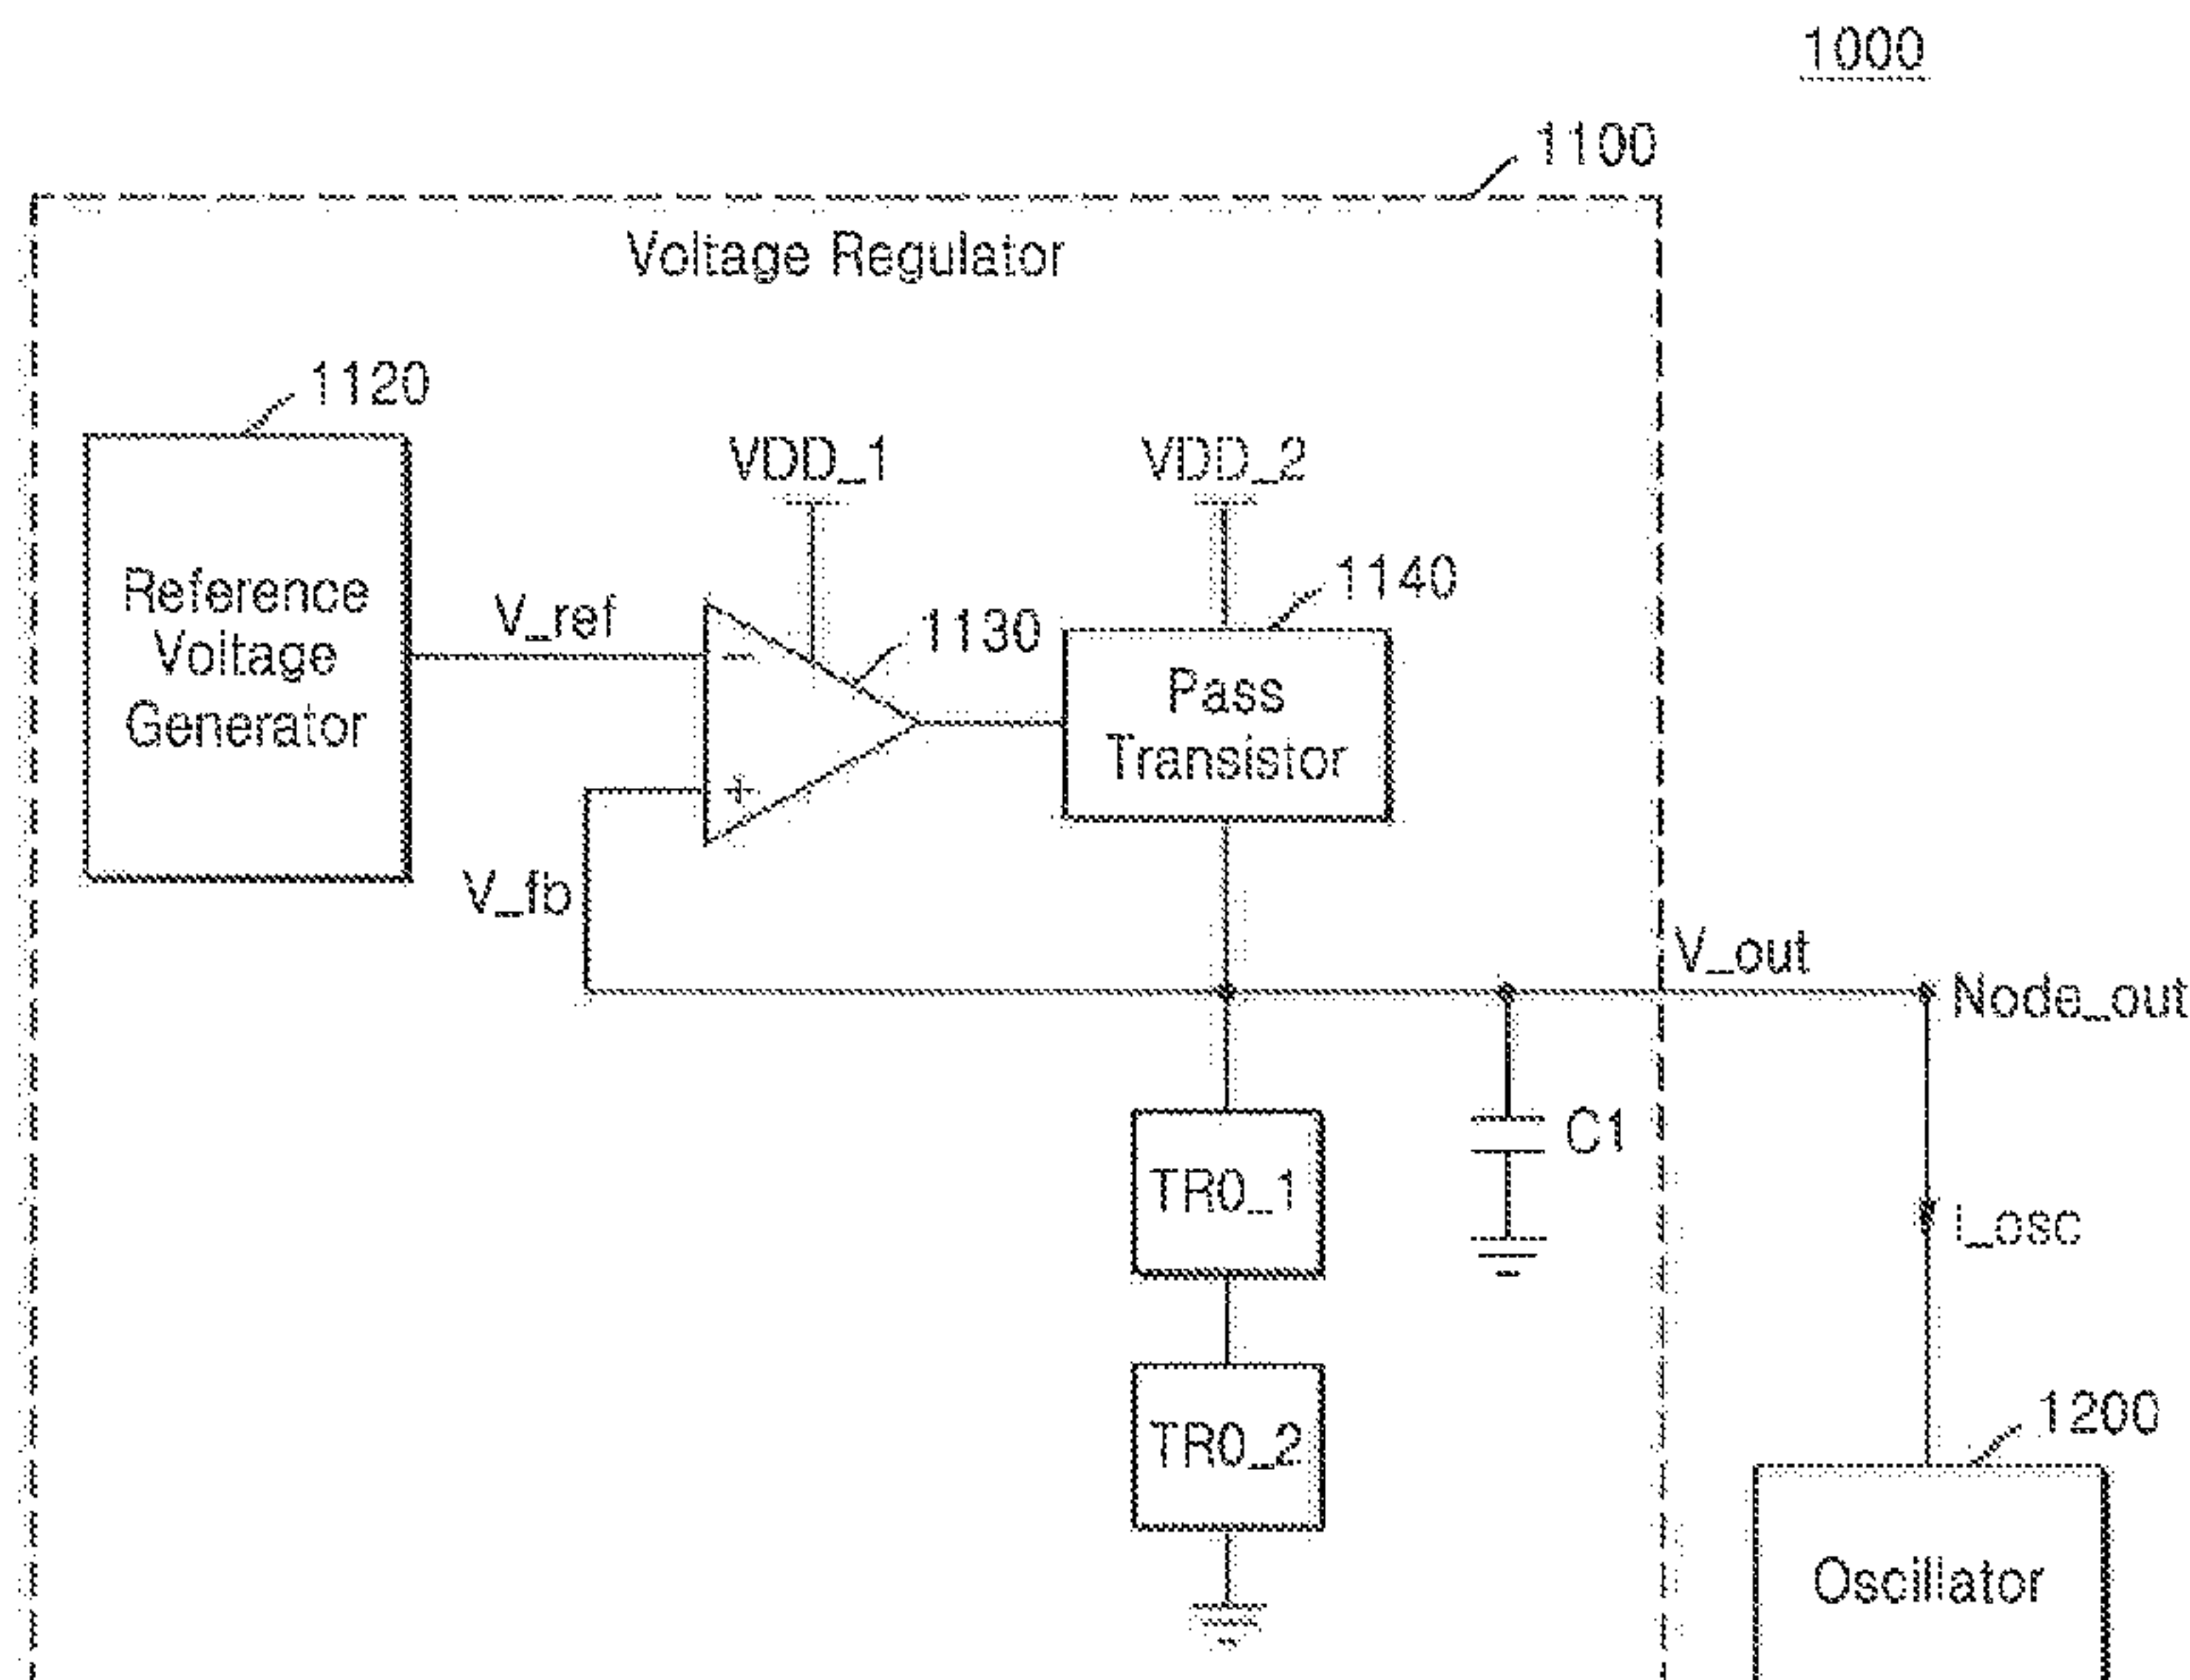 1000
1100
Voltage Regulator
1120
VDD_1
VDD_2
Reference
Voltage
Generator
V_ref
−
+
1130
1140
Pass
Transistor
V_fb
V_out
Node_out
TR0_1
C1
I_osc
TR0_2
1200
Oscillator